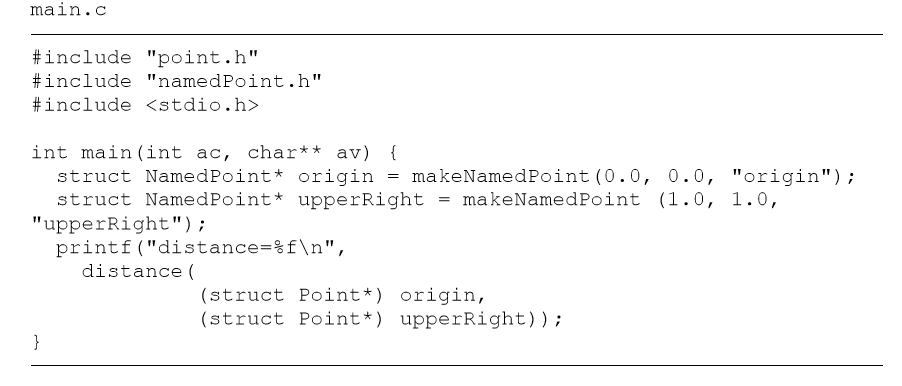 main.c
#include "point.h"
#include "namedPoint.h"
#include <stdio.h>
int main(int ac, char** av) {
struct NamedPoint* origin = makeNamedPoint(0.0, 0.0, "origin");
struct NamedPoint* upperRight = makeNamedPoint (1.0, 1.0,
"upperRight");
printf("distance=%f\n",
distance(
(struct Point*) origin,
(struct Point*) upperRight));
}